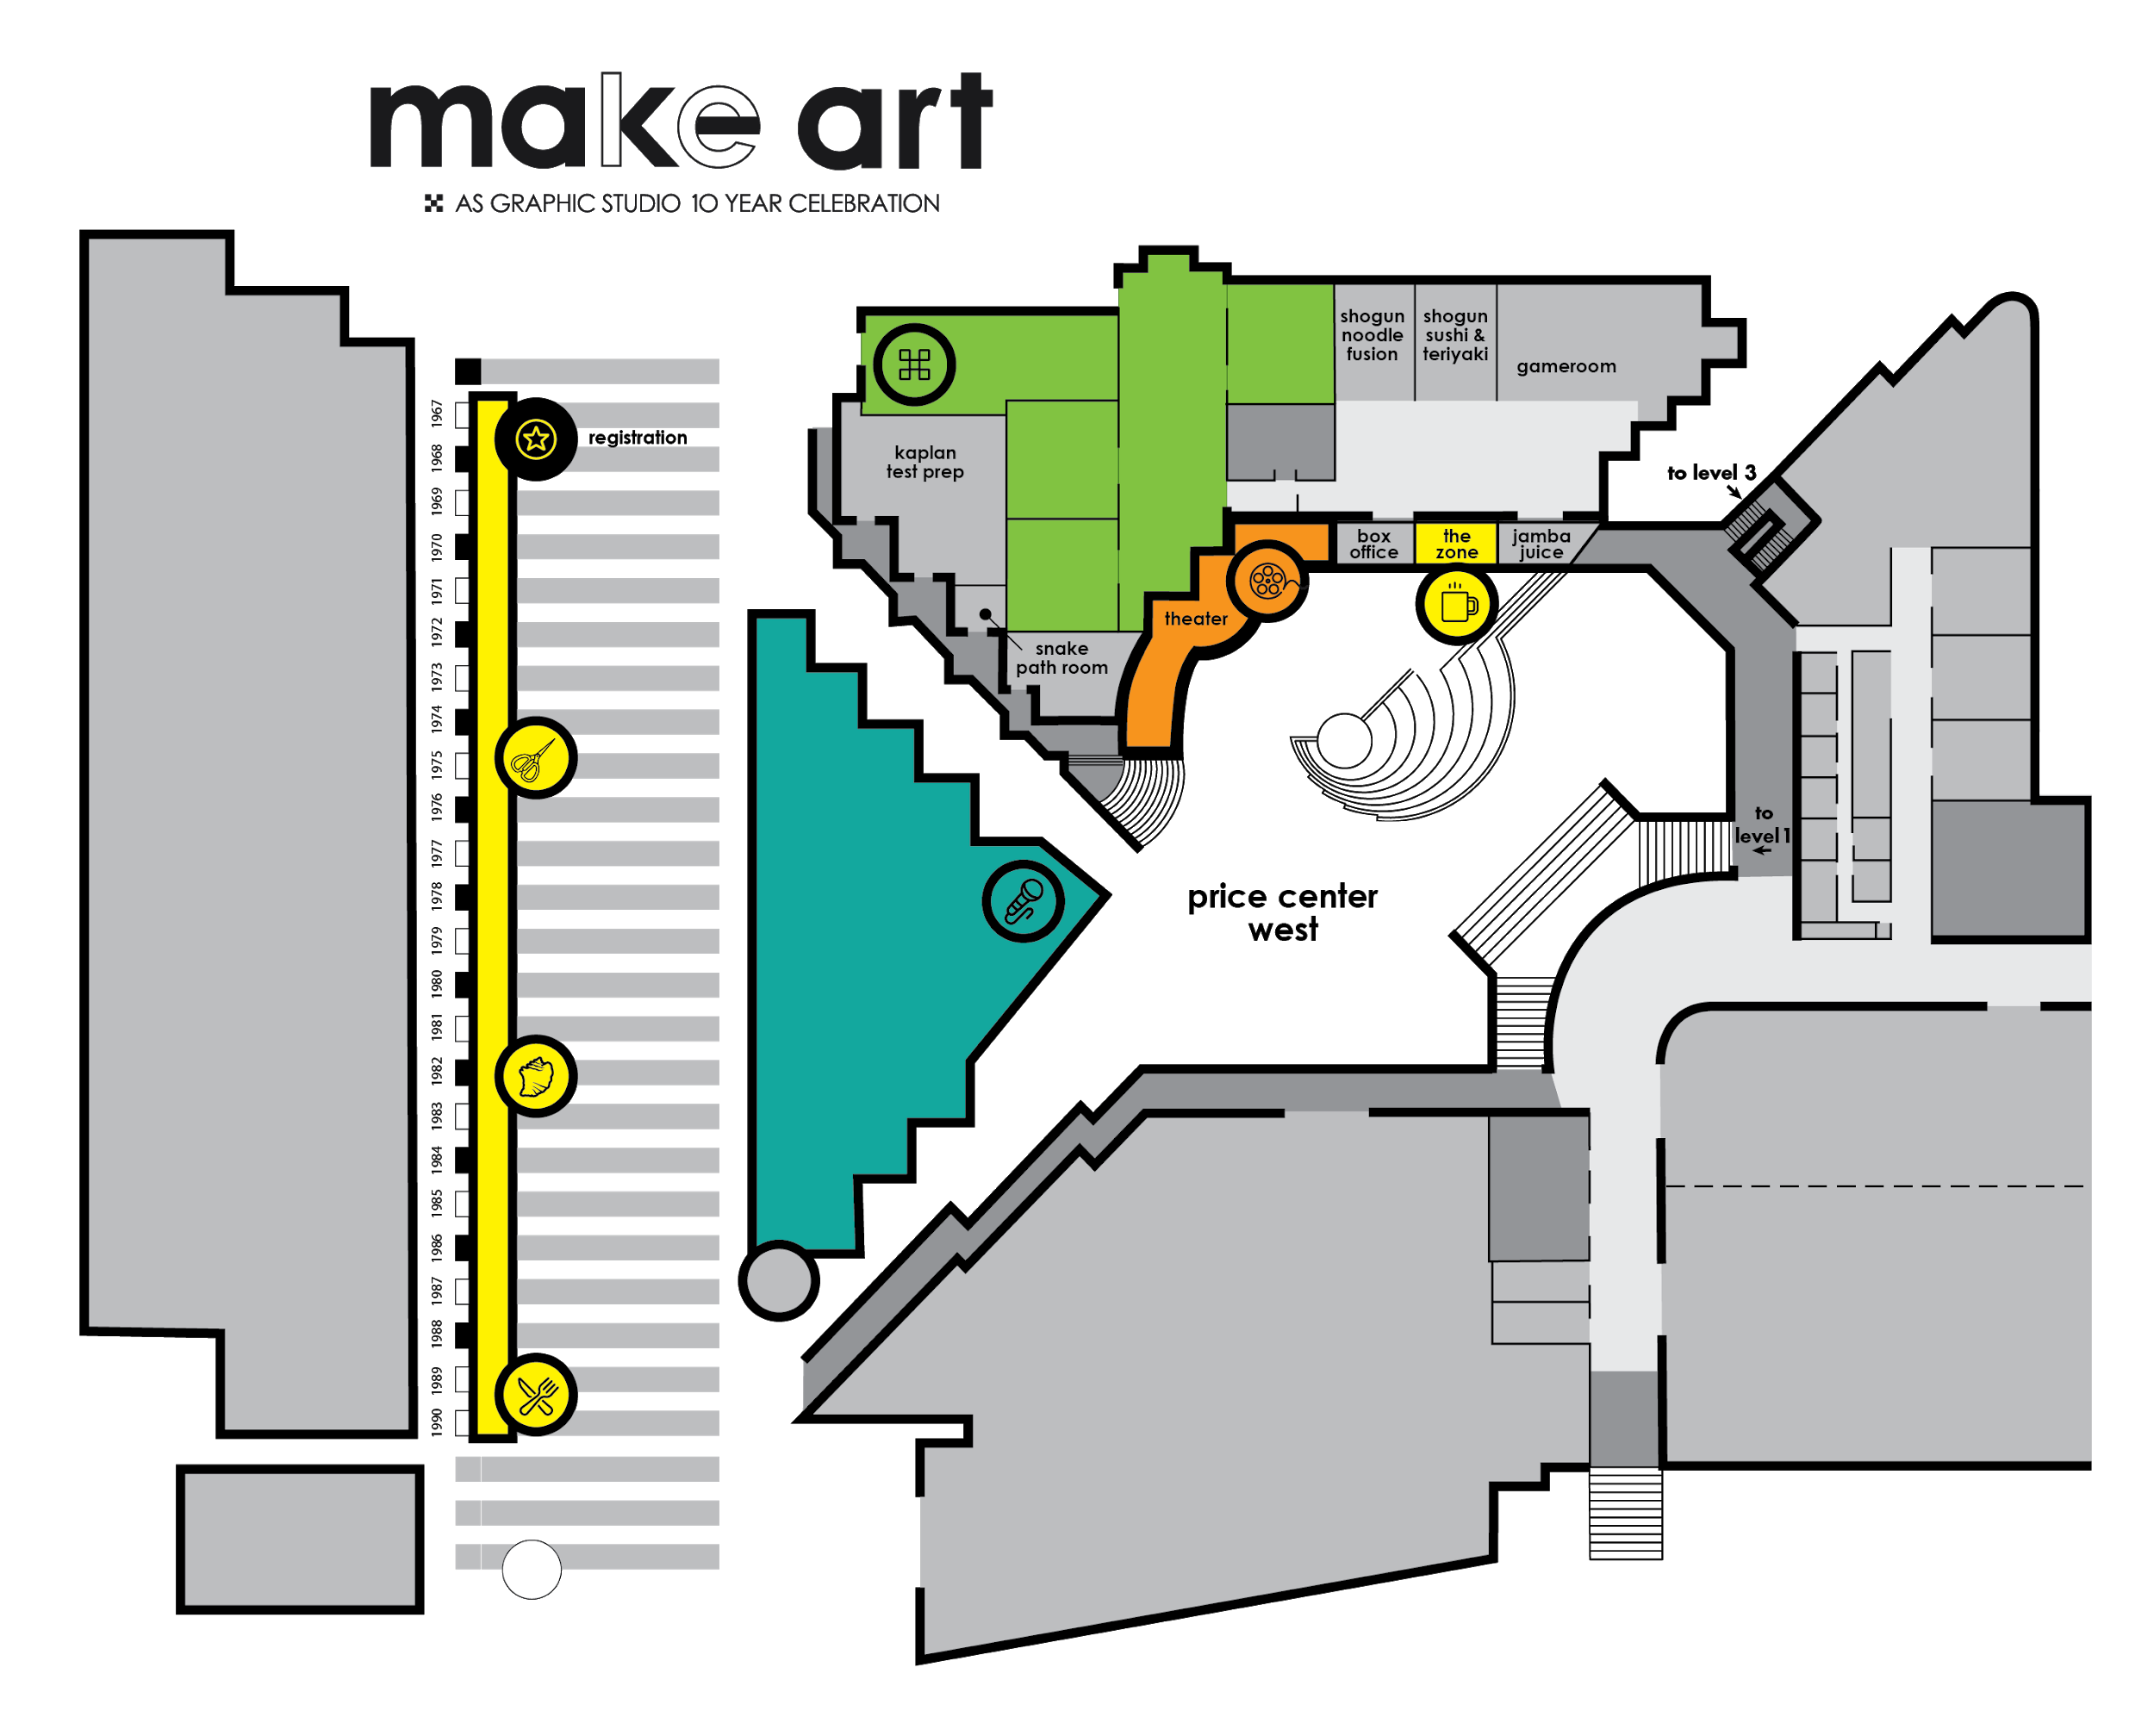 make art
AS GRAPHIC STUDIO 10 YEAR CELEBRATION
1967
1968
1969
1970
1971
1972
1973
1974
1975
1976
1977
1978
1979
1980
1981
1982
1983
1984
1985
1986
1987
1988
1989
1990
registration
kaplan
test prep
snake
path room
theater
shogun
noodle
fusion
shogun
sushi &
teriyaki
gameroom
box
office
the
zone
jamba
juice
to level 3
to
level 1
price center
west